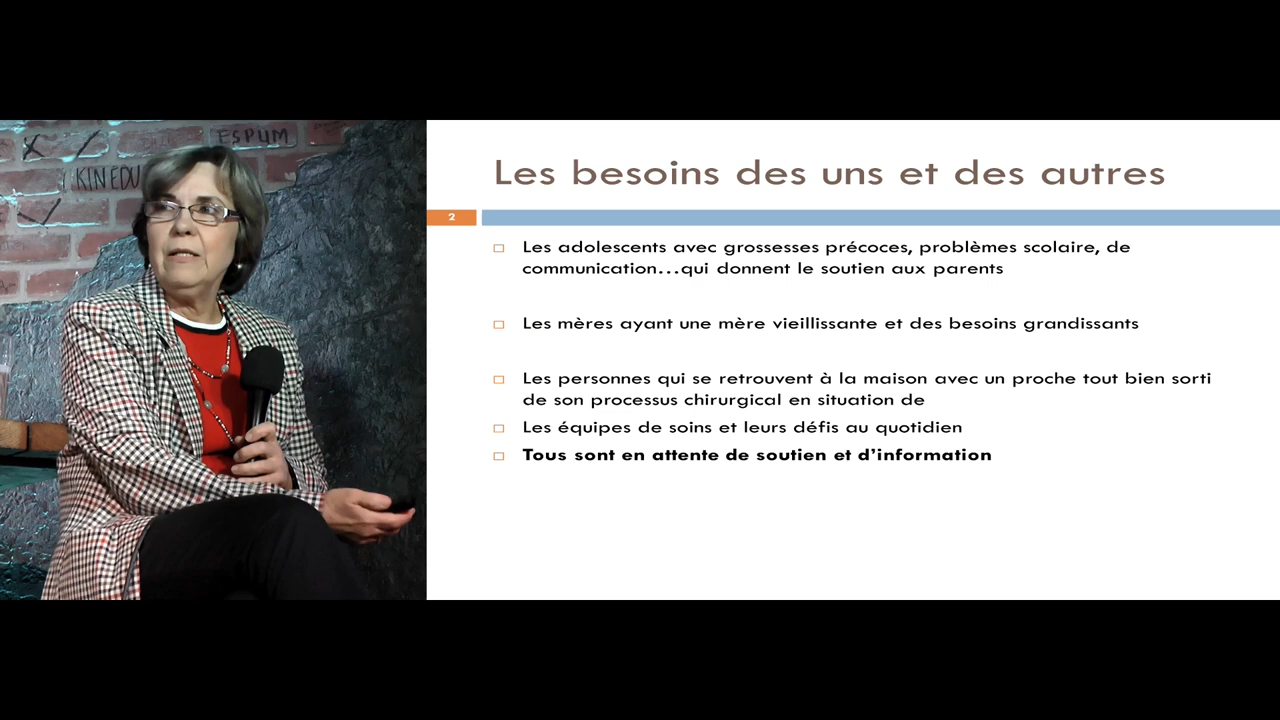 ESPUM
KINEDU
Les besoins des uns et des autres
2
Les adolescents avec grossesses précoces, problèmes scolaire, de
communication...qui donnent le soutien aux parents
Les mères ayant une mère vieillissante et des besoins grandissants
Les personnes qui se retrouvent à la maison avec un proche tout bien sorti
de son processus chirurgical en situation de
Les équipes de soins et leurs défis au quotidien
Tous sont en attente de soutien et d'information